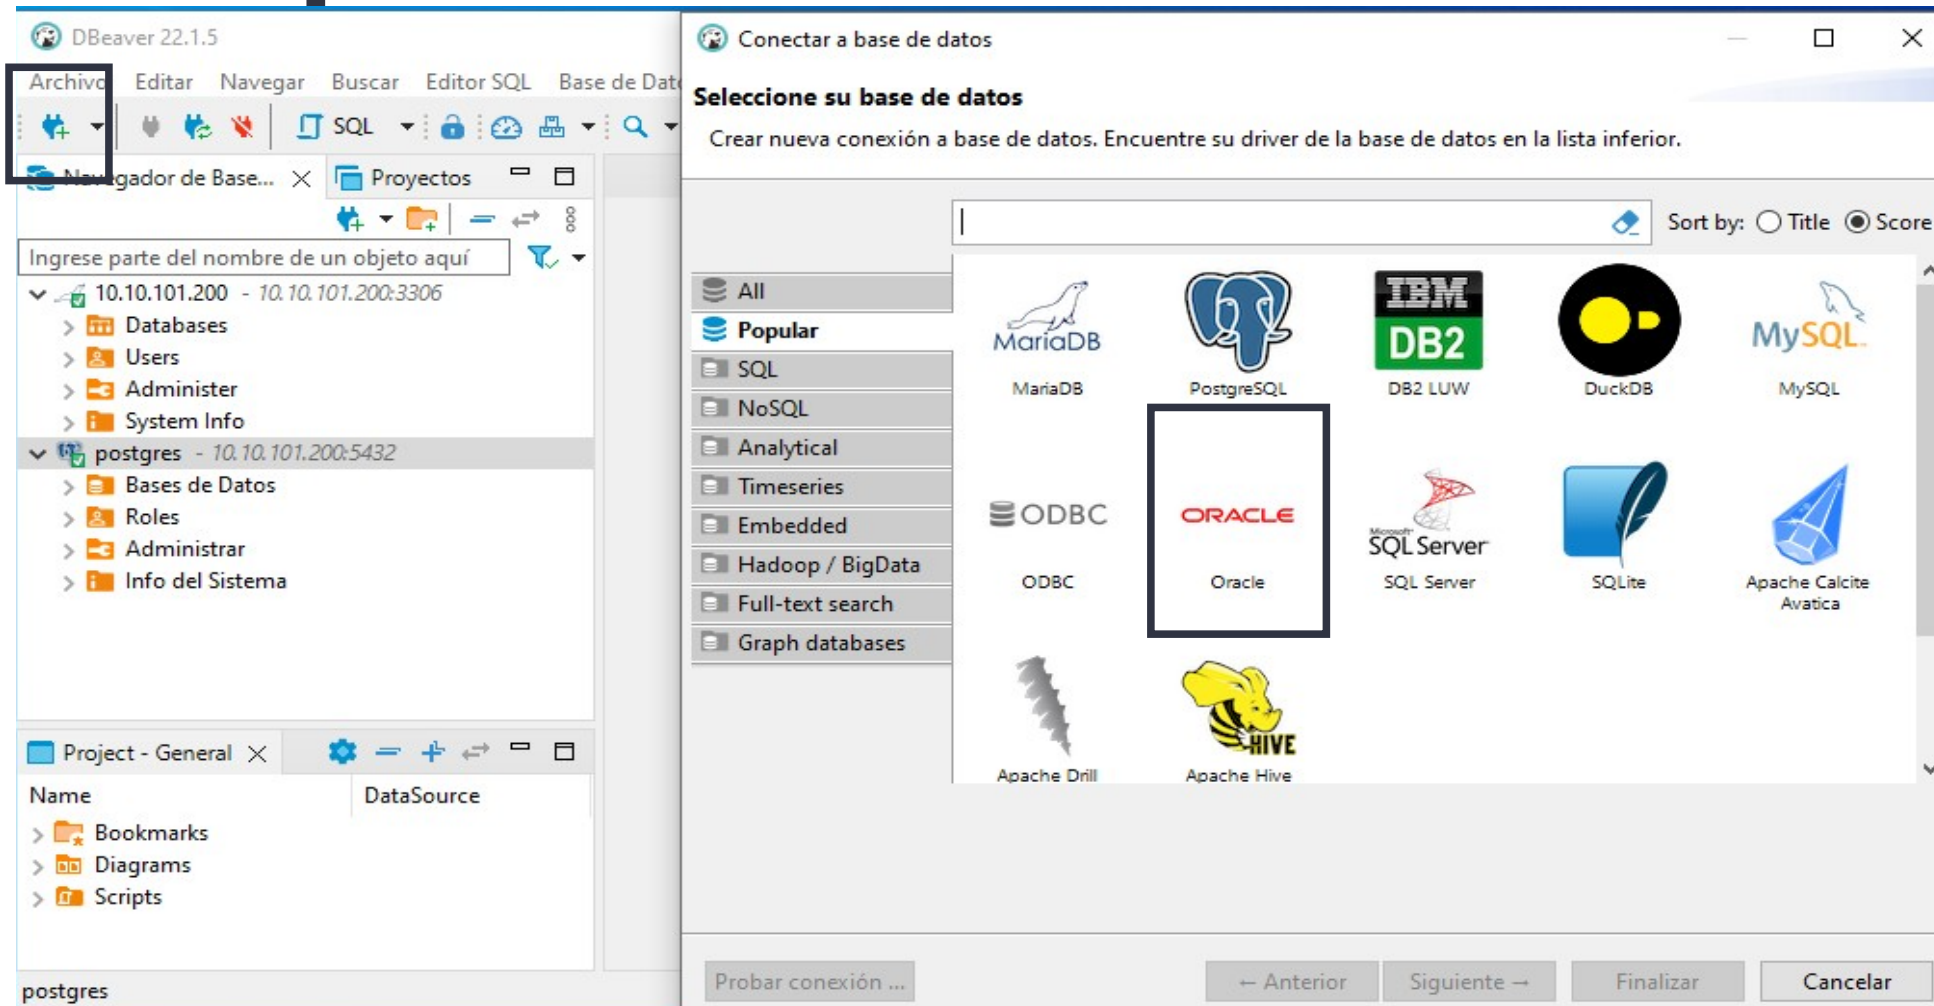 DBeaver 22.1.5
Archivo Editar Navegar Buscar Editor SQL Base de Dat
SQL
Navegador de Base... Proyectos
Ingrese parte del nombre de un objeto aquí
10.10.101.200 - 10.10.101.200:3306
Databases
Users
Administer
System Info
postgres - 10.10.101.200:5432
Bases de Datos
Roles
Administrar
Info del Sistema
Project - General
Name DataSource
Bookmarks
Diagrams
Scripts
postgres
Conectar a base de datos
Seleccione su base de datos
Crear nueva conexión a base de datos. Encuentre su driver de la base de datos en la lista inferior.
Sort by: Title Score
All
Popular
SQL
NoSQL
Analytical
Timeseries
Embedded
Hadoop / BigData
Full-text search
Graph databases
MariaDB IBM DB2 MySQL
MariaDB PostgreSQL DB2 LUW DuckDB MySQL
ODBC ORACLE Microsoft SQL Server
ODBC Oracle SQL Server SQLite Apache Calcite
Avatica
HIVE
Apache Drill Apache Hive
Probar conexión ... ← Anterior Siguiente → Finalizar Cancelar